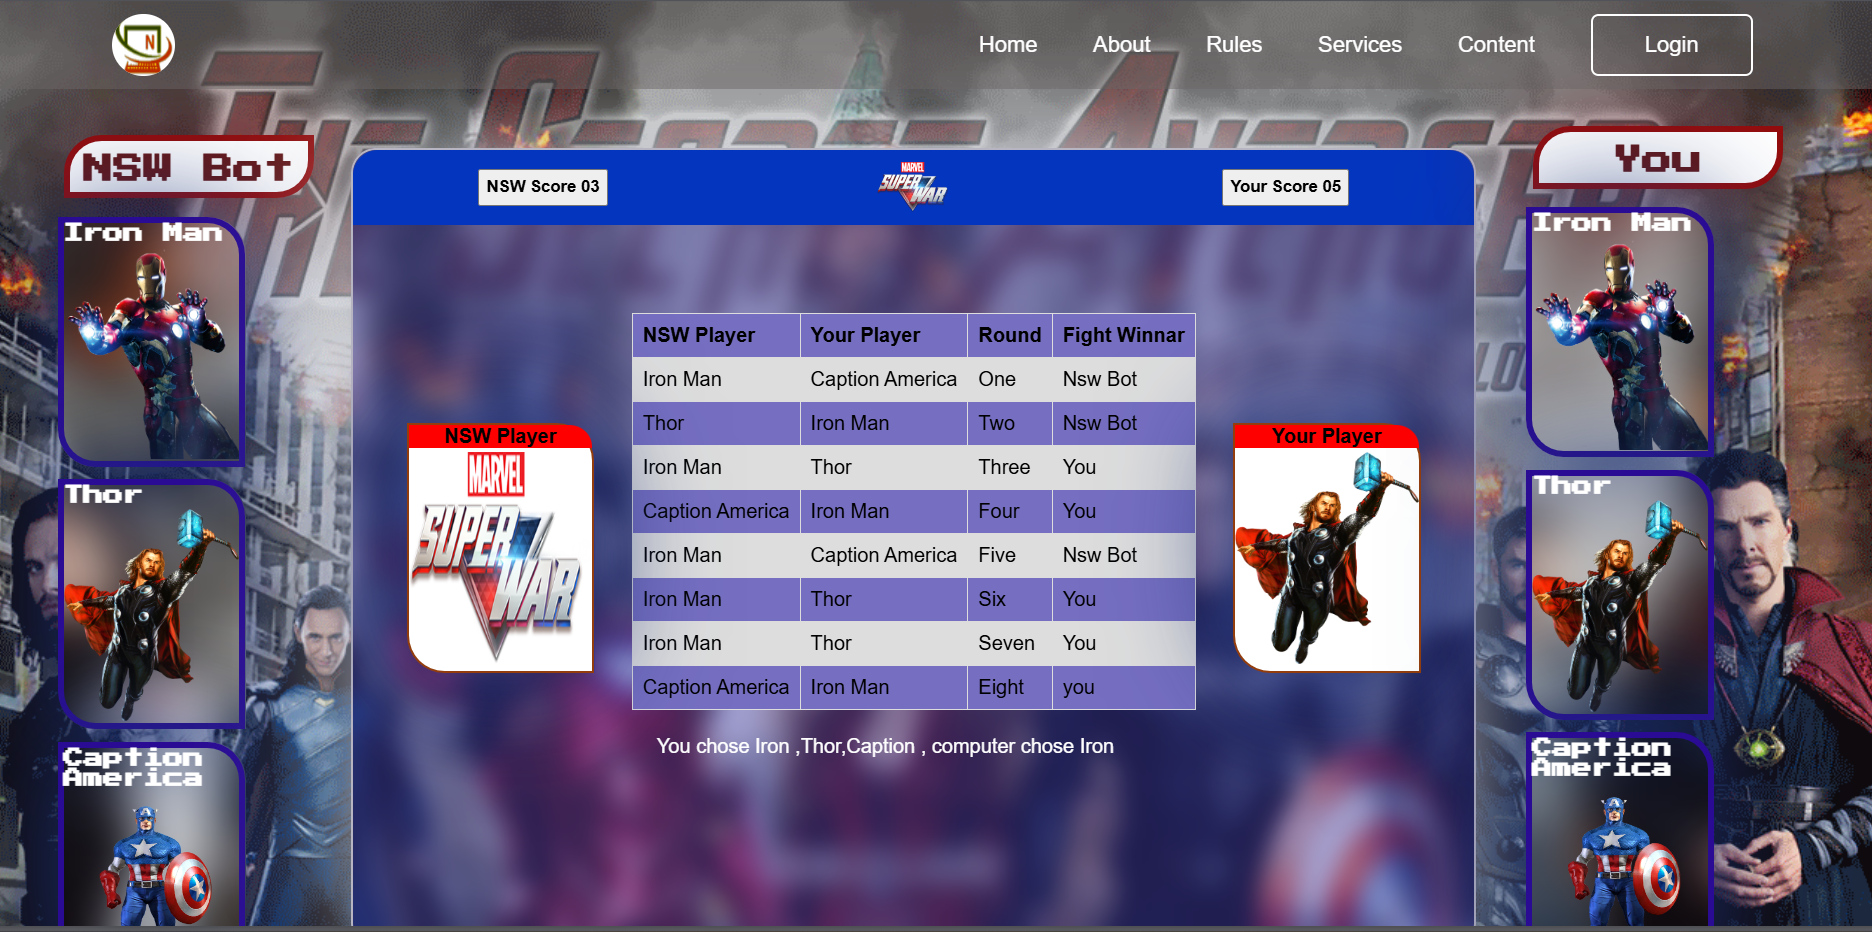 N
Home About Rules Services Content Login
The Second Avenger
NSW Bot
You
NSW Score 03
MARVEL
SUPER
WAR
Your Score 05
Iron Man
Thor
Caption
America
NSW Player
MARVEL
SUPER
WAR
NSW Player Your Player Round Fight Winnar
Iron Man Caption America One Nsw Bot
Thor Iron Man Two Nsw Bot
Iron Man Thor Three You
Caption America Iron Man Four You
Iron Man Caption America Five Nsw Bot
Iron Man Thor Six You
Iron Man Thor Seven You
Caption America Iron Man Eight you
You chose Iron ,Thor,Caption , computer chose Iron
Your Player
Iron Man
Thor
Caption
America